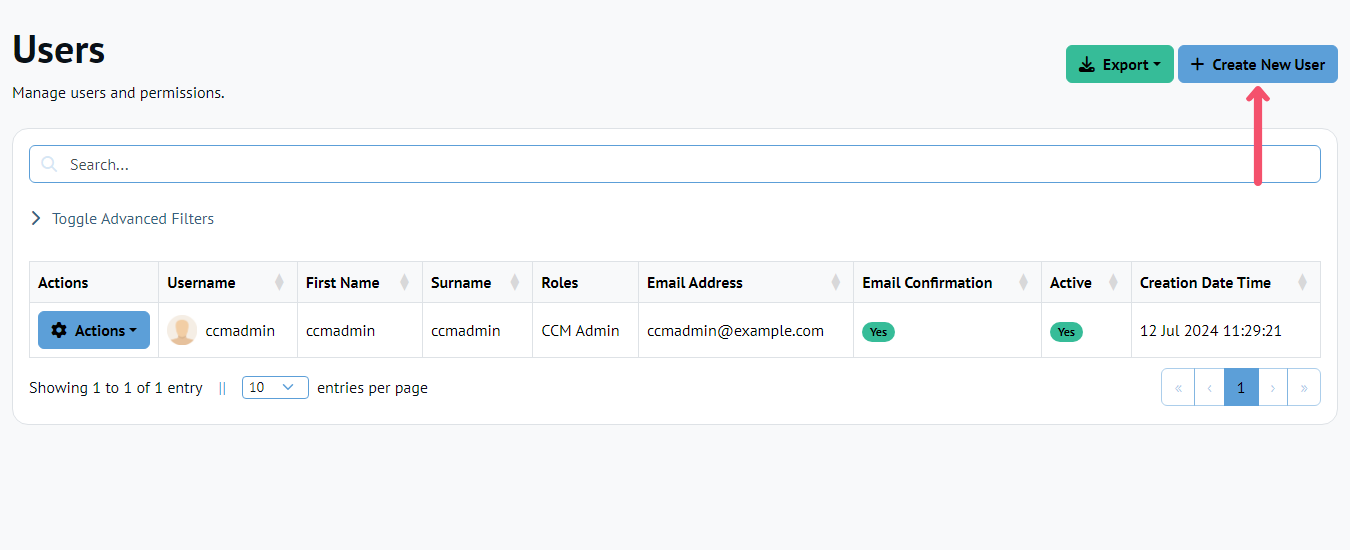 Users
Export
Create New User
Manage users and permissions.
Search...
Toggle Advanced Filters
Actions Username First Name Surname Roles Email Address Email Confirmation Active Creation Date Time
Actions ccmadmin ccmadmin ccmadmin CCM Admin ccmadmin@example.com Yes Yes 12 Jul 2024 11:29:21
Showing 1 to 1 of 1 entry || 10 entries per page « ‹ 1 › »